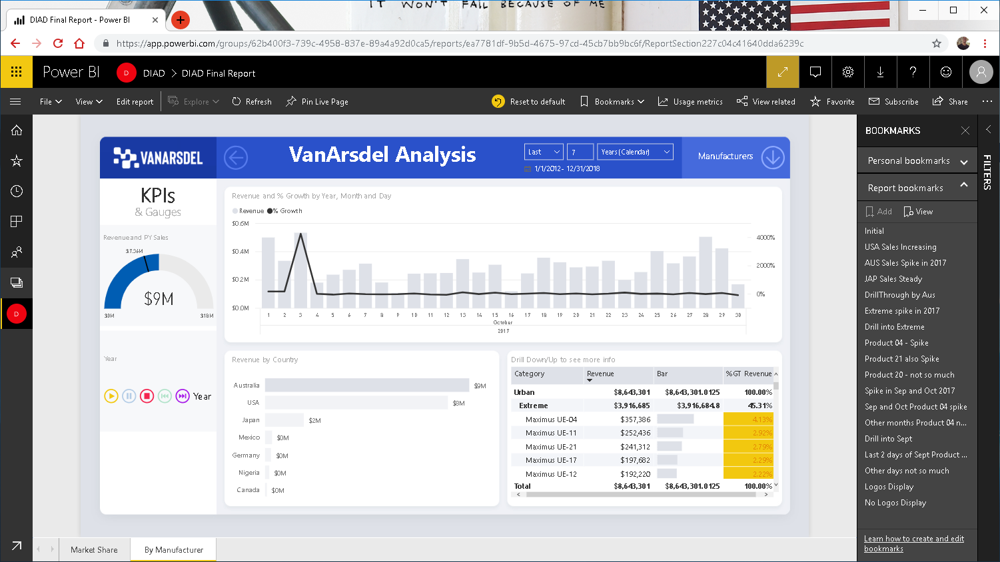 IT WON'T FAIL BECAUSE OF ME
DIAD Final Report - Power BI
https://app.powerbi.com/groups/62b400f3-739c-4958-837e-89a4a92d0ca5/reports/ea7781df-9b5d-4675-97cd-45cb7bb9bc6f/ReportSection227c04c41640dda6239c
Power BI D DIAD > DIAD Final Report
File View Edit report Explore Refresh Pin Live Page Reset to default Bookmarks Usage metrics View related Favorite Subscribe Share ...
D
VANARSDEL
VanArsdel Analysis
Last 7 Years (Calendar)
1/1/2012 - 12/31/2018
Manufacturers
KPIs
& Gauges
Revenue and PY Sales
$7.36M
$9M
$0M $18M
Year
Year
Revenue and % Growth by Year, Month and Day
Revenue % Growth
$0.6M
$0.4M
$0.2M
$0.0M
4000%
2000%
0%
1 2 3 4 5 6 7 8 9 10 11 12 13 14 15 16 17 18 19 20 21 22 23 24 25 26 27 28 29 30
October
2017
Revenue by Country
Australia $9M
USA $8M
Japan $2M
Mexico $0M
Germany $0M
Nigeria $0M
Canada $0M
Drill Down/Up to see more info
Category Revenue Bar %GT Revenue
Urban $8,643,301 $8,643,301.0125 100.00%
Extreme $3,916,685 $3,916,684.8 45.31%
Maximus UE-04 $357,386 4.13%
Maximus UE-11 $252,436 2.92%
Maximus UE-21 $241,312 2.79%
Maximus UE-17 $197,682 2.29%
Maximus UE-12 $192,220 2.22%
Total $8,643,301 $8,643,301.0125 100.00%
BOOKMARKS
Personal bookmarks
Report bookmarks
Add View
Initial
USA Sales Increasing
AUS Sales Spike in 2017
JAP Sales Steady
DrillThrough by Aus
Extreme spike in 2017
Drill into Extreme
Product 04 - Spike
Product 21 also Spike
Product 20 - not so much
Spike in Sep and Oct 2017
Sep and Oct Product 04 spike
Other months Product 04 n...
Drill into Sept
Last 2 days of Sept Product ...
Other days not so much
Logos Display
No Logos Display
Learn how to create and edit
bookmarks
FILTERS
Market Share By Manufacturer